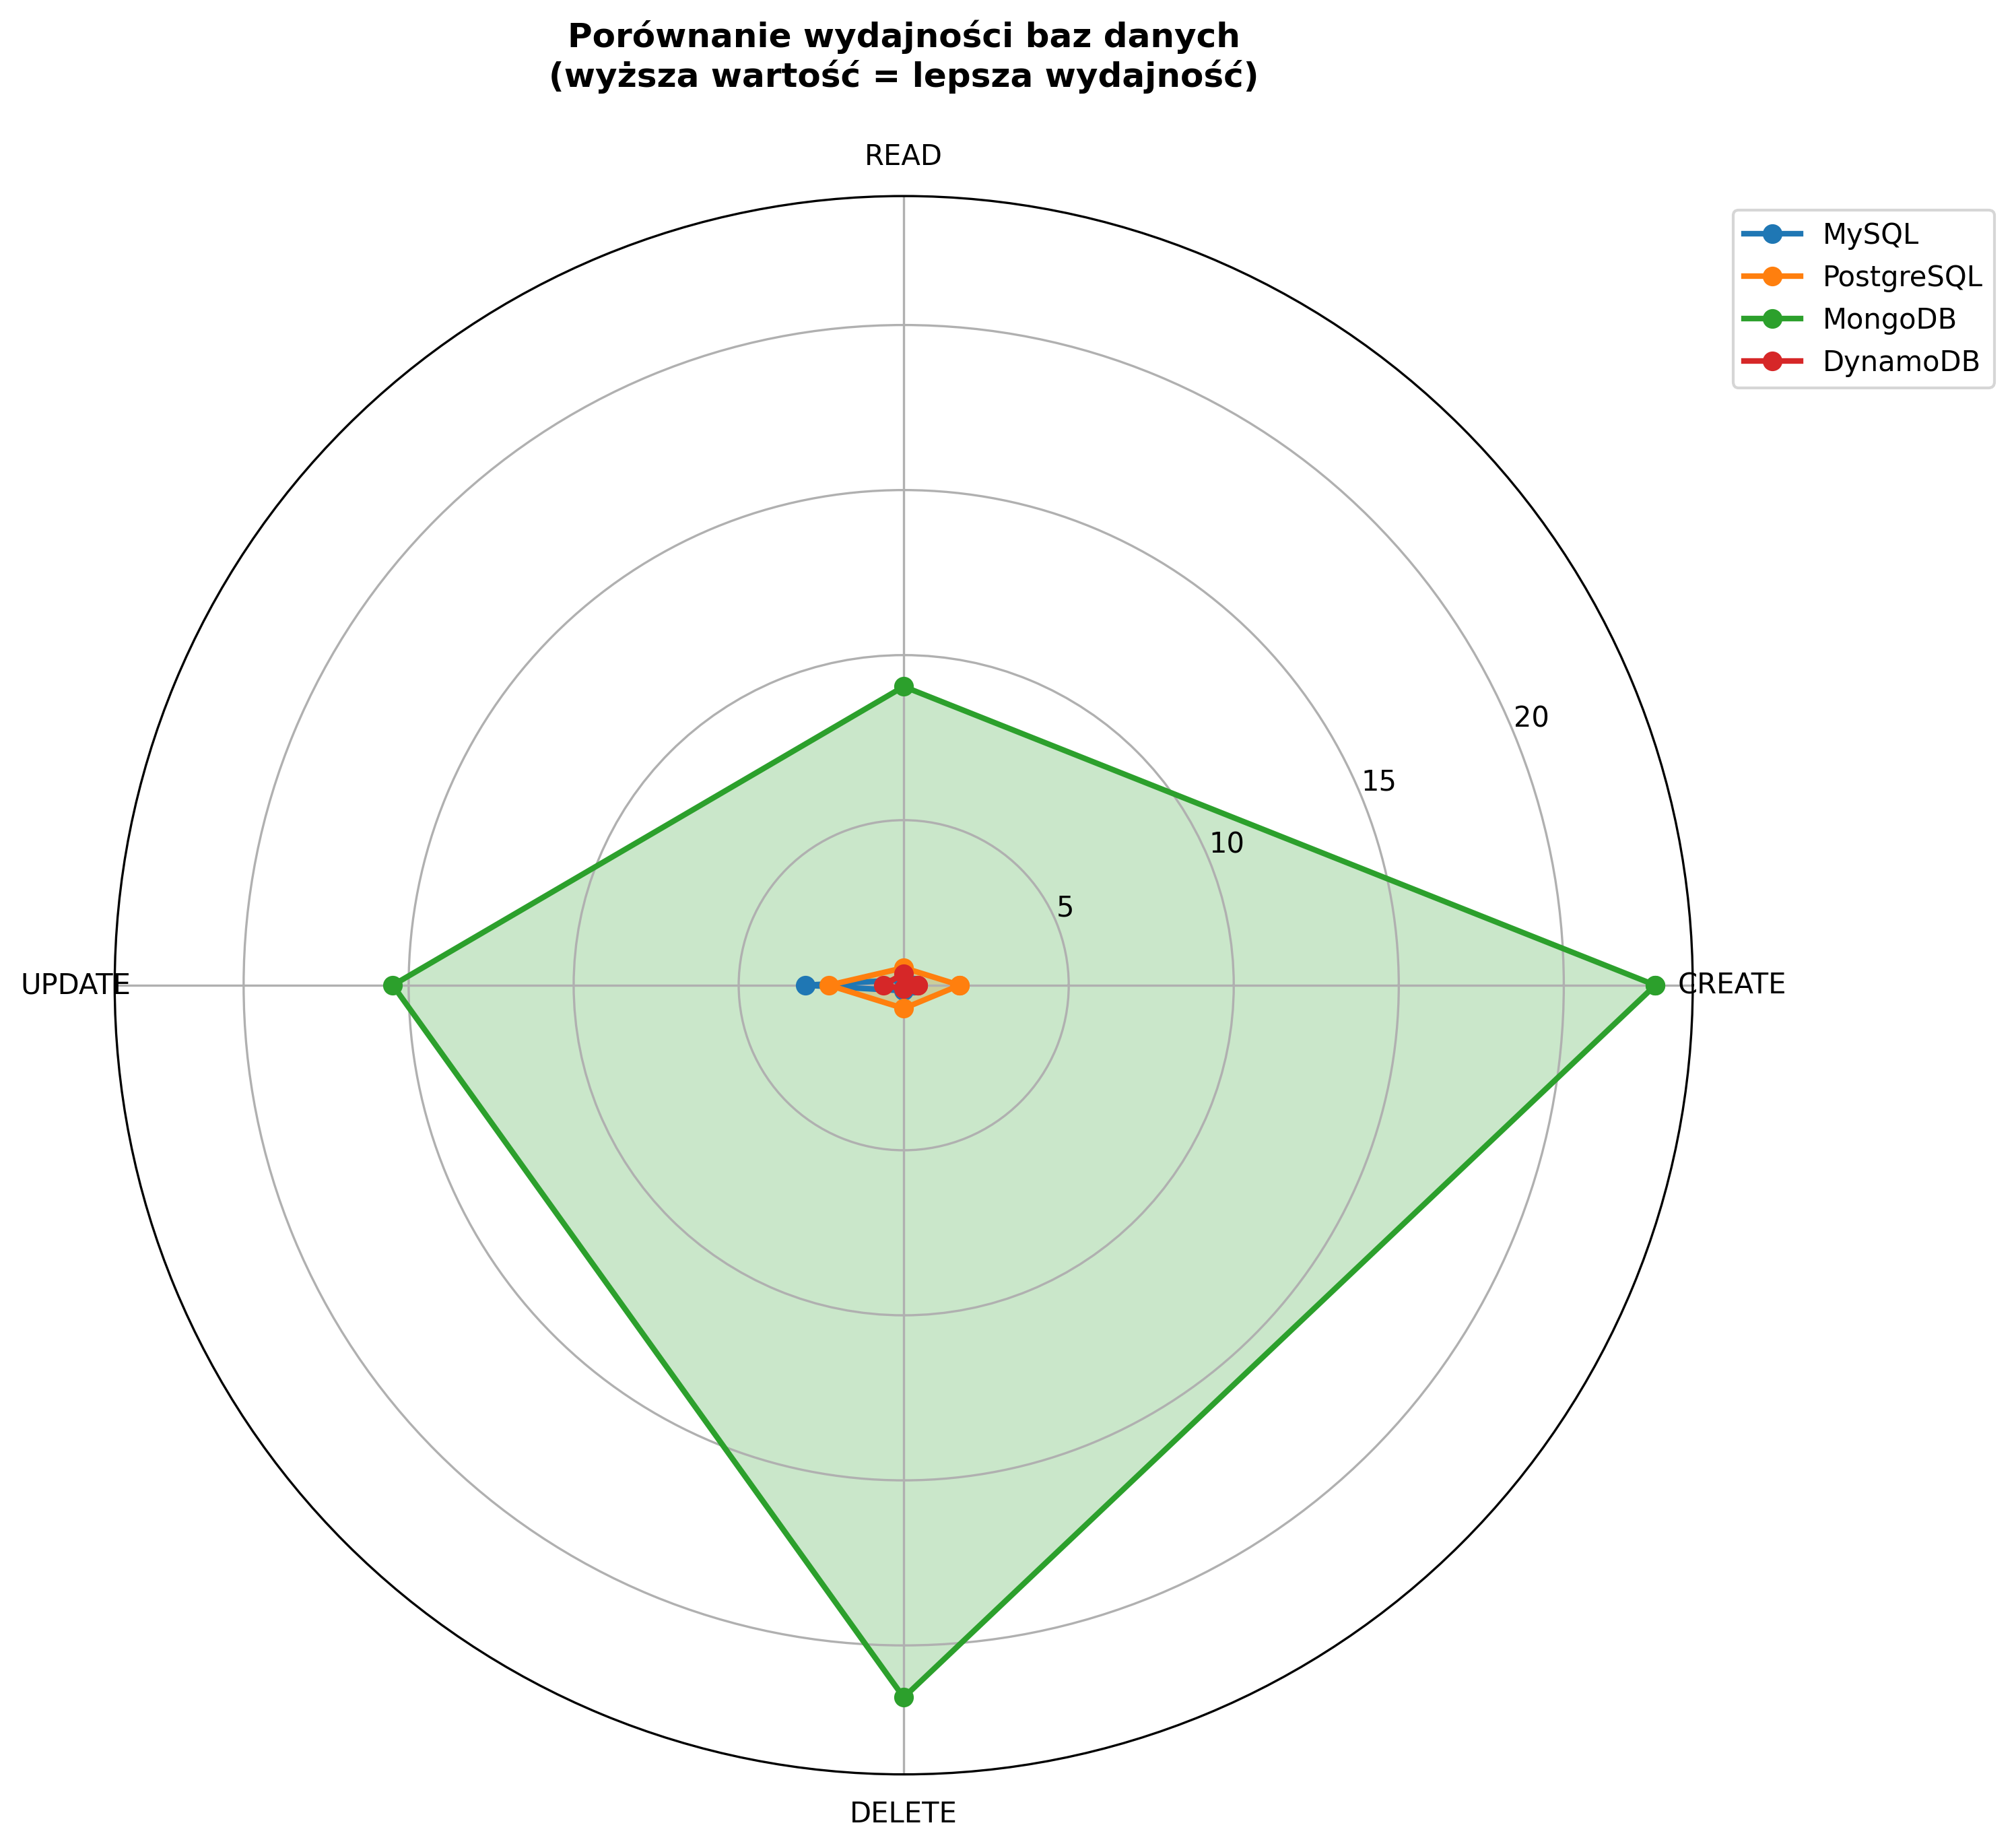 Porównanie wydajności baz danych
(wyższa wartość = lepsza wydajność)
READ
MySQL
PostgreSQL
MongoDB
DynamoDB
20
15
10
5
UPDATE
CREATE
DELETE